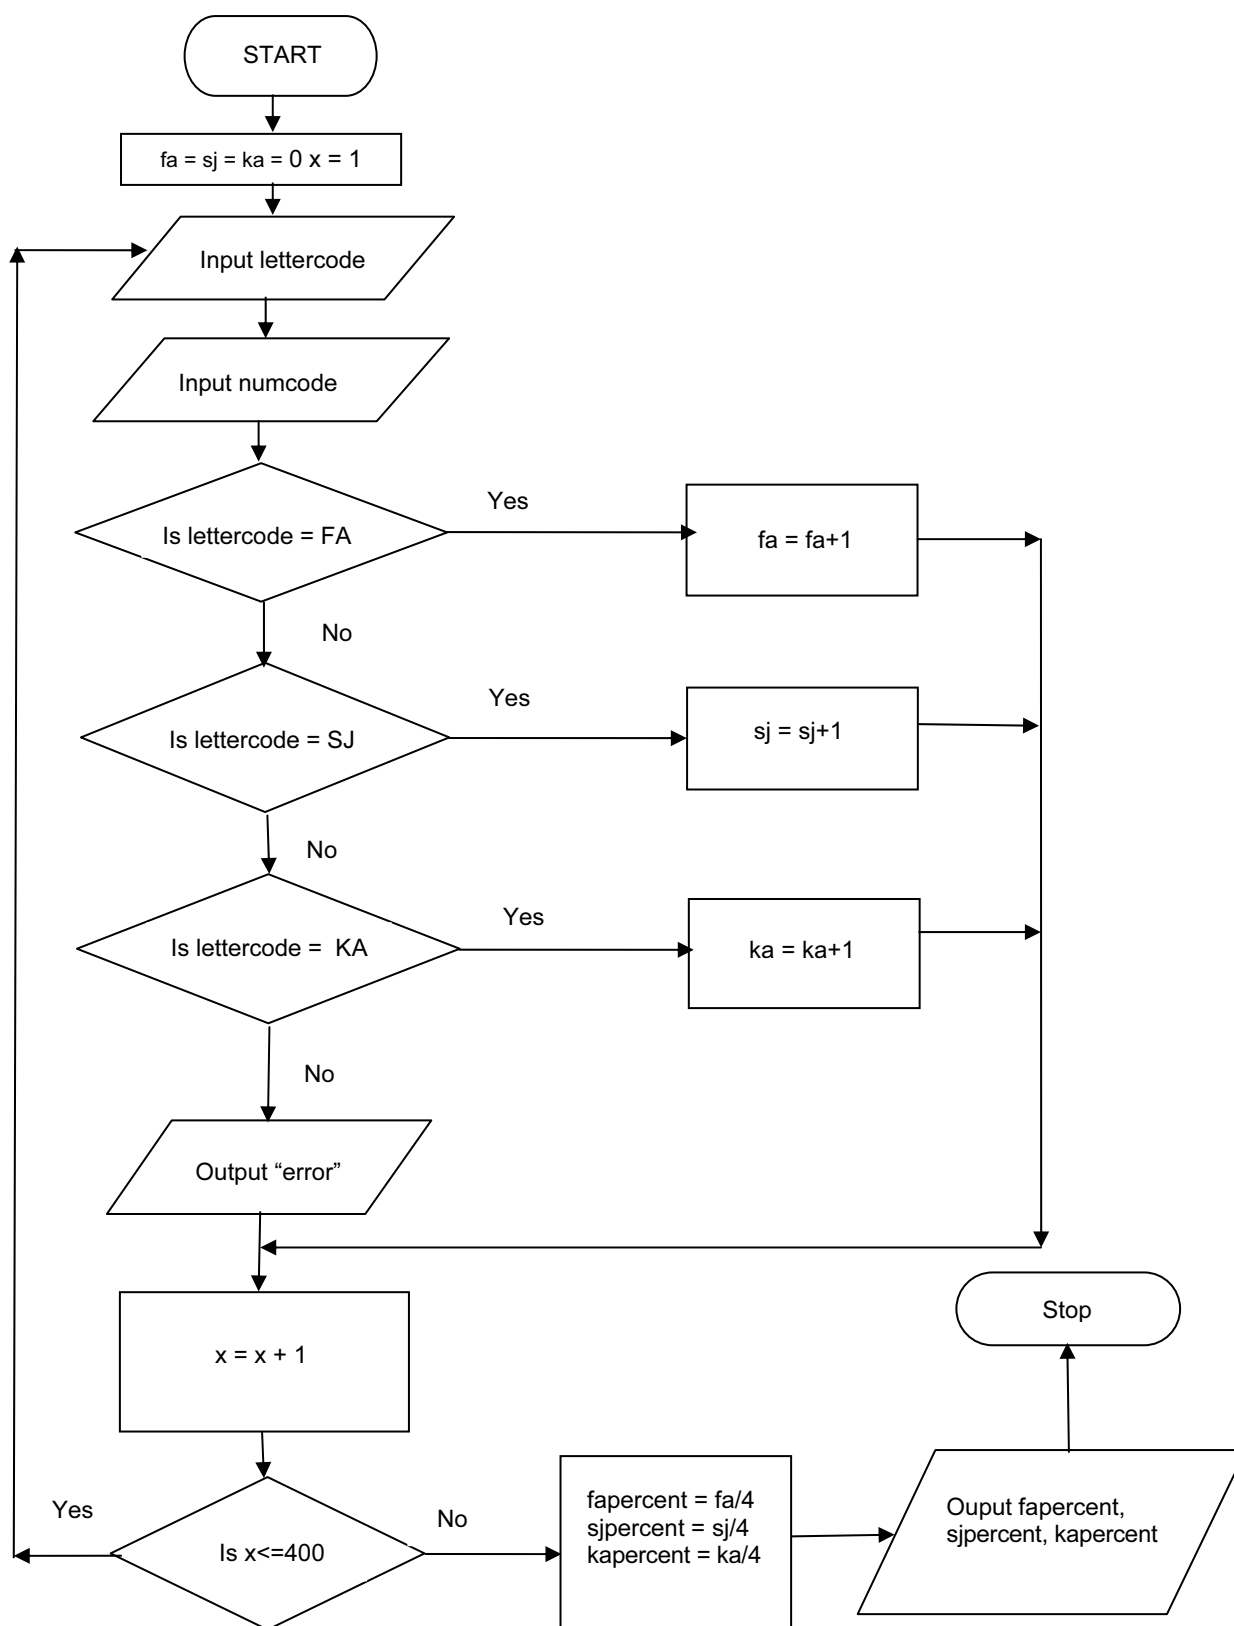 START
fa = sj = ka = 0 x = 1
Input lettercode
Input numcode
Is lettercode = FA
Yes
fa = fa+1
No
Is lettercode = SJ
Yes
sj = sj+1
No
Is lettercode =  KA
Yes
ka = ka+1
No
Output “error”
x = x + 1
Is x<=400
Yes
No
fapercent = fa/4
sjpercent = sj/4
kapercent = ka/4
Ouput fapercent,
sjpercent, kapercent
Stop